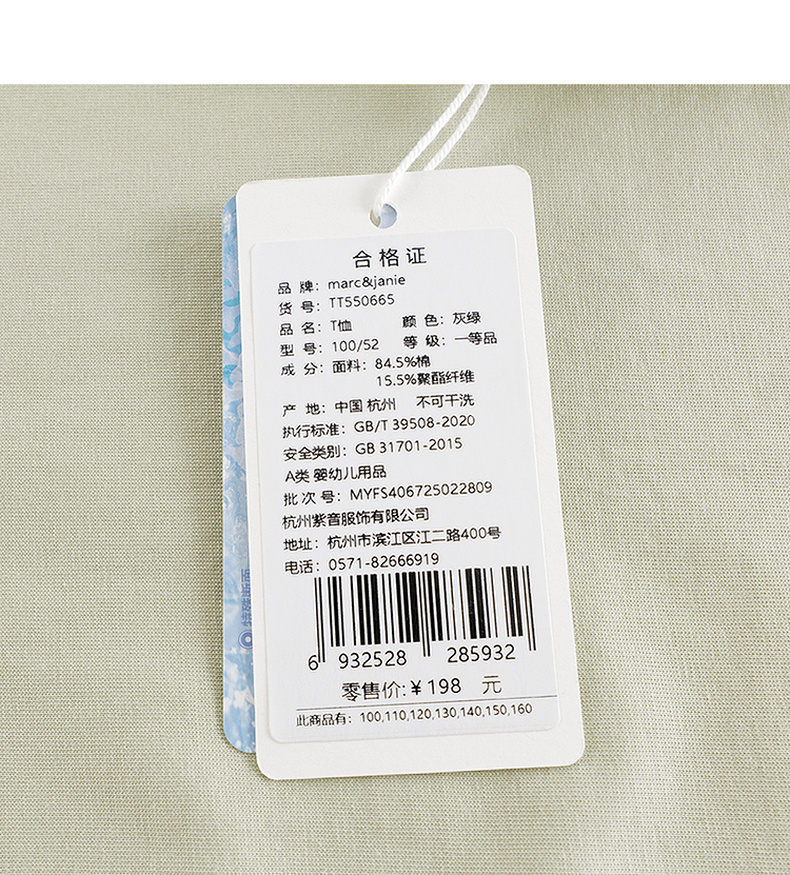 合格证
品 牌：marc&janie
货 号：TT550665
品 名：T恤 颜 色：灰绿
型 号：100/52 等 级：一等品
成 分：面料：84.5%棉
15.5%聚酯纤维
产 地：中国 杭州 不可干洗
执行标准：GB/T 39508-2020
安全类别：GB 31701-2015
A类 婴幼儿用品
批 次 号：MYFS406725022809
杭州紫音服饰有限公司
地址：杭州市滨江区江二路400号
电话：0571-82666919
6 932528 285932
零售价:￥198 元
此商品有：100,110,120,130,140,150,160